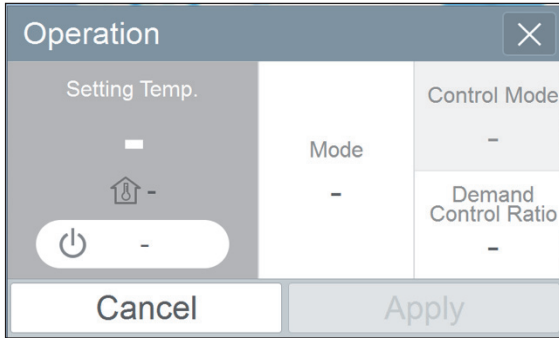 Operation
Setting Temp.
-
-
-
Mode
-
Control Mode
-
Demand
Control Ratio
-
Cancel
Apply